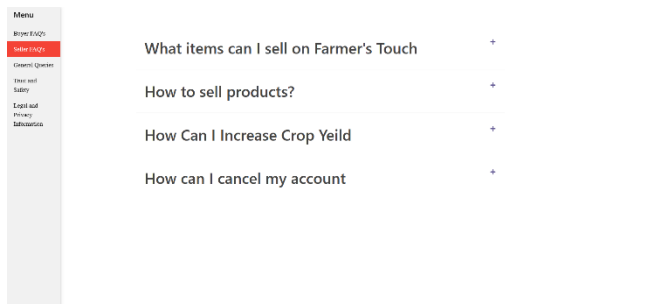 Menu
Buyer FAQ's
Seller FAQ's
General Queries
Trust and
Safety
Legal and
Privacy
Information
What items can I sell on Farmer's Touch
+
How to sell products?
+
How Can I Increase Crop Yeild
+
How can I cancel my account
+